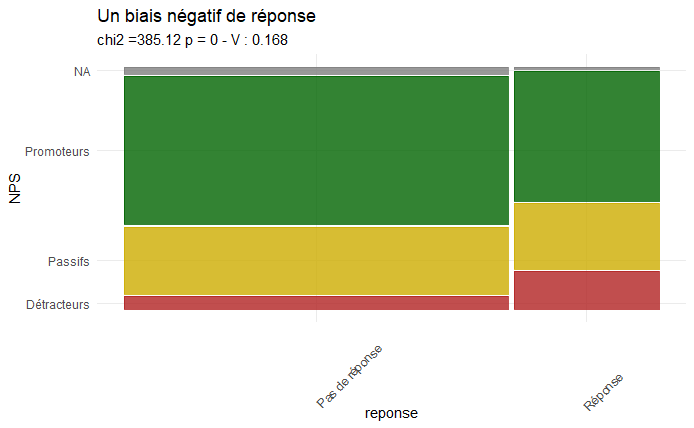 Un biais négatif de réponse
chi2 =385.12 p = 0 - V : 0.168
NA
Promoteurs
NPS
Passifs
Détracteurs
Pas de réponse
Réponse
reponse